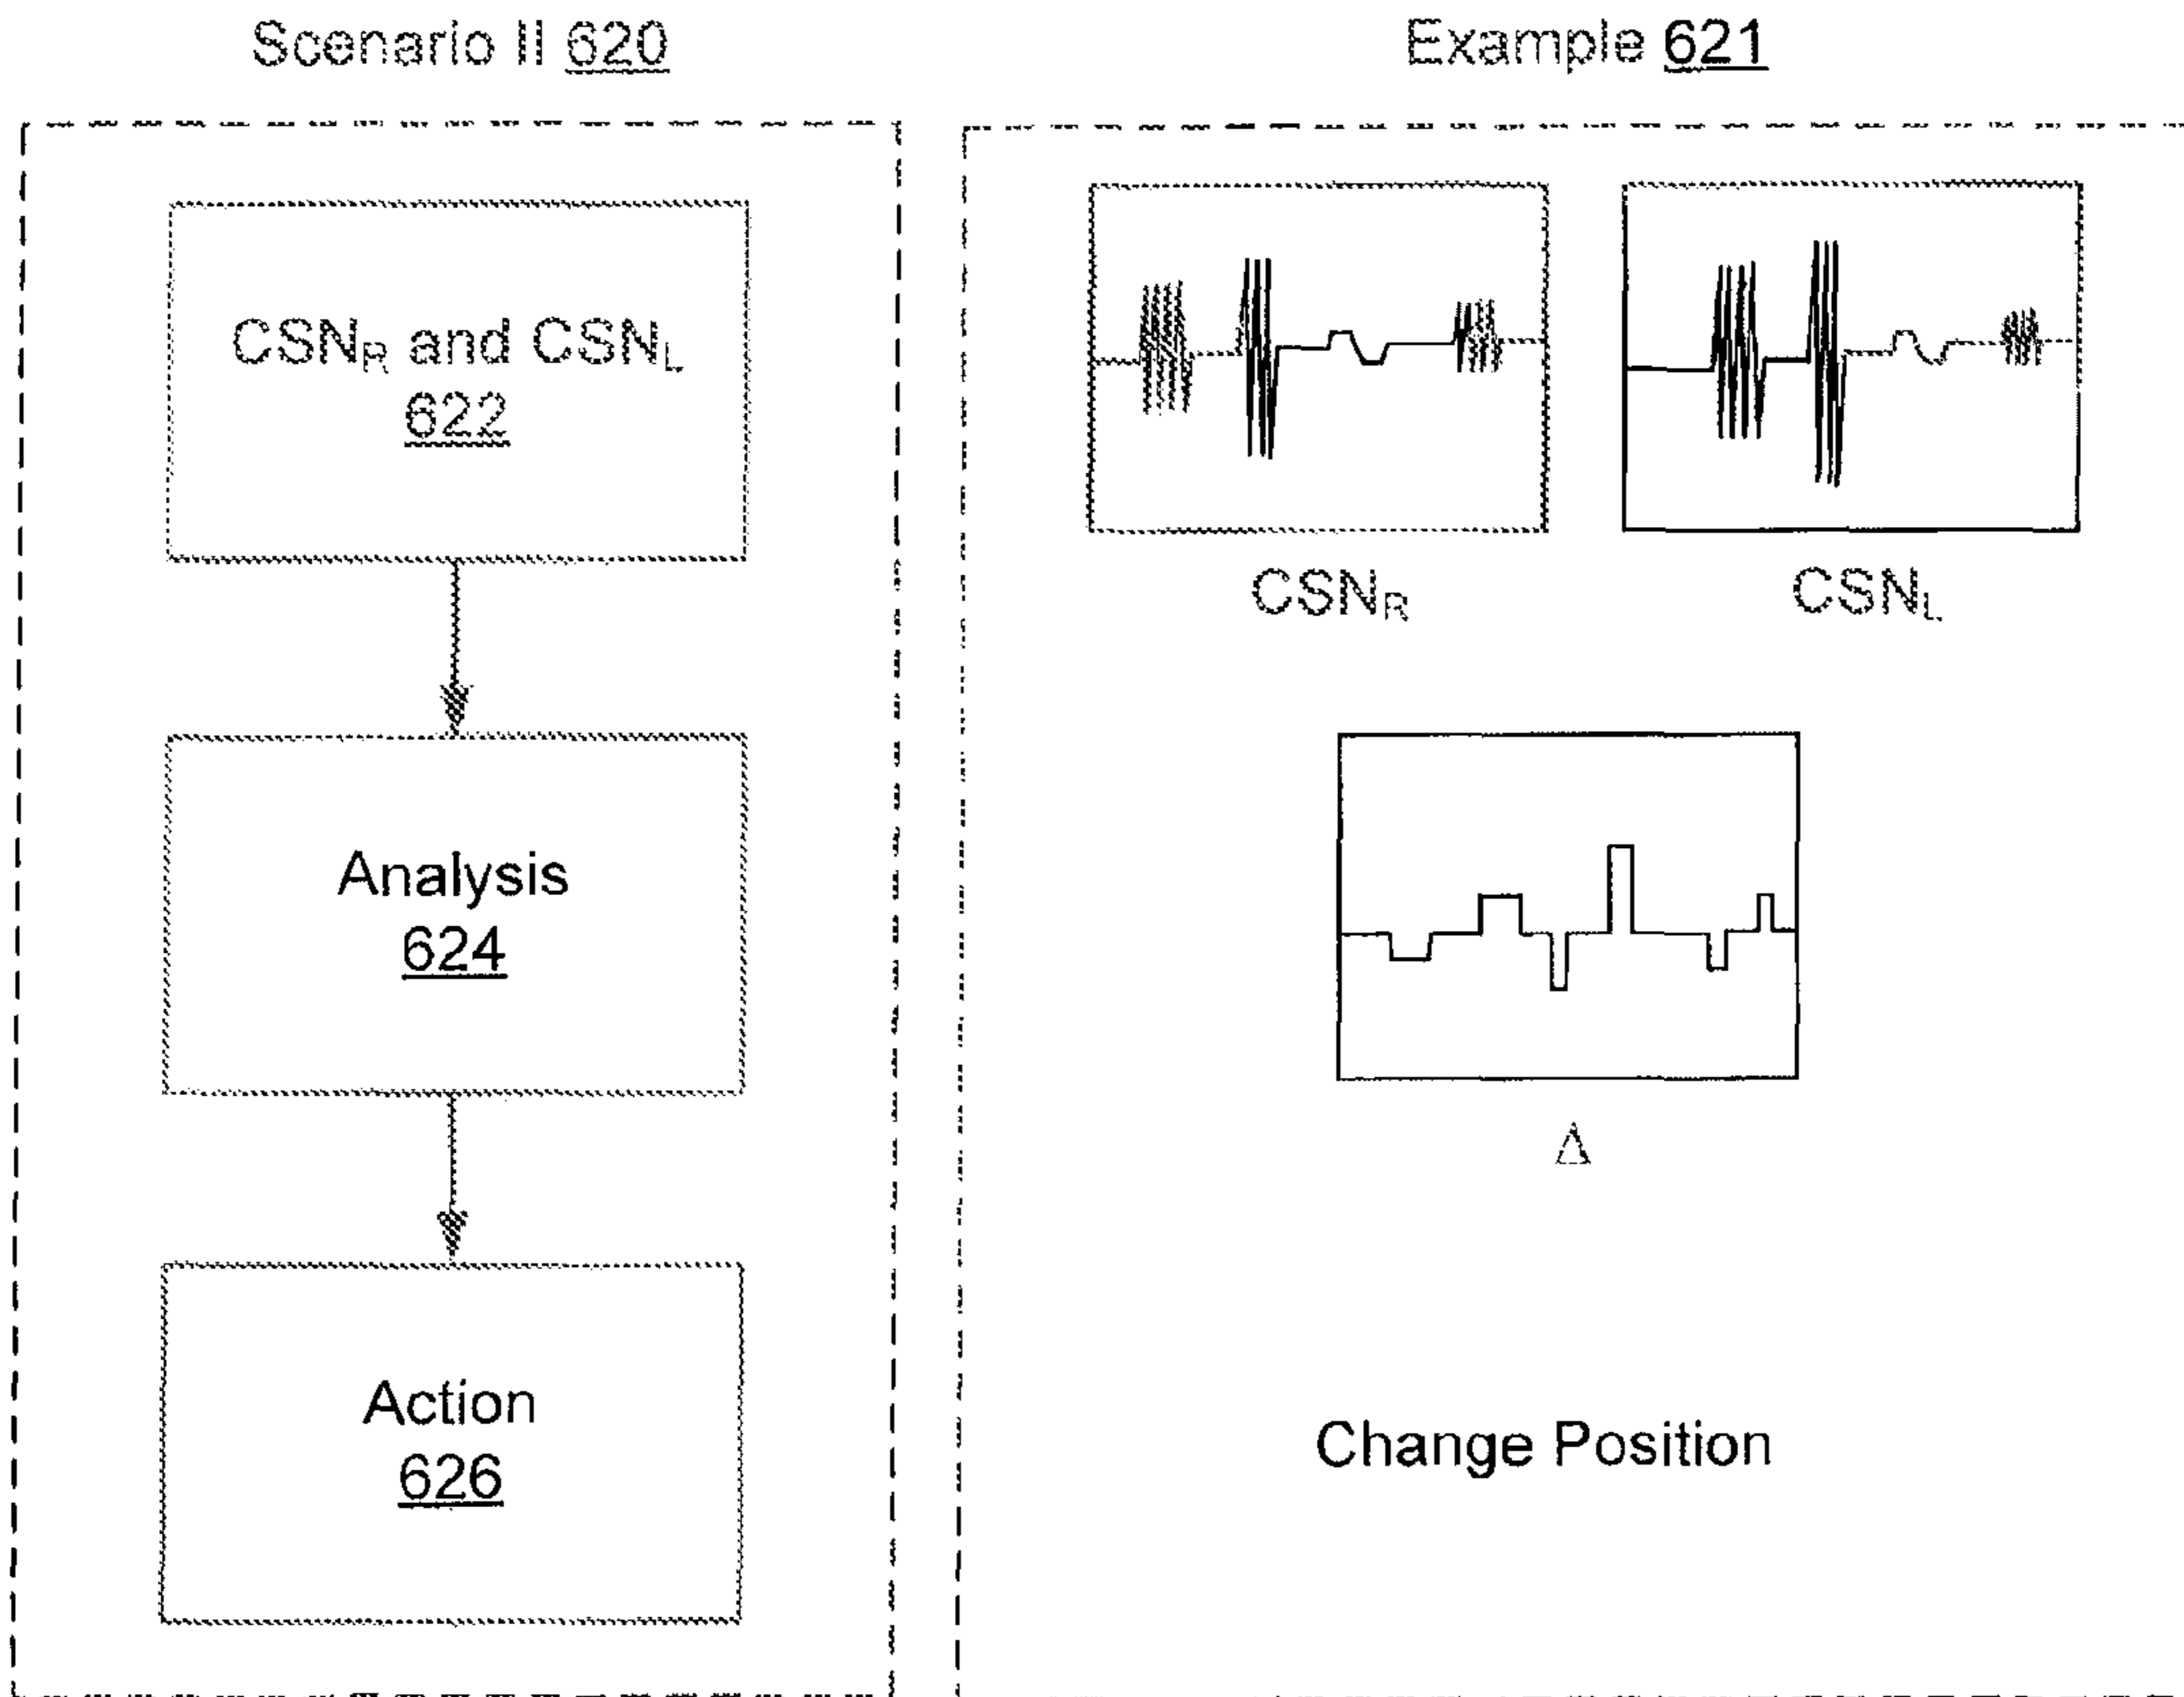 Scenario II 620
CSNR and CSNL
622
Analysis
624
Action
626
Example 621
CSNR
CSNL
Δ
Change Position